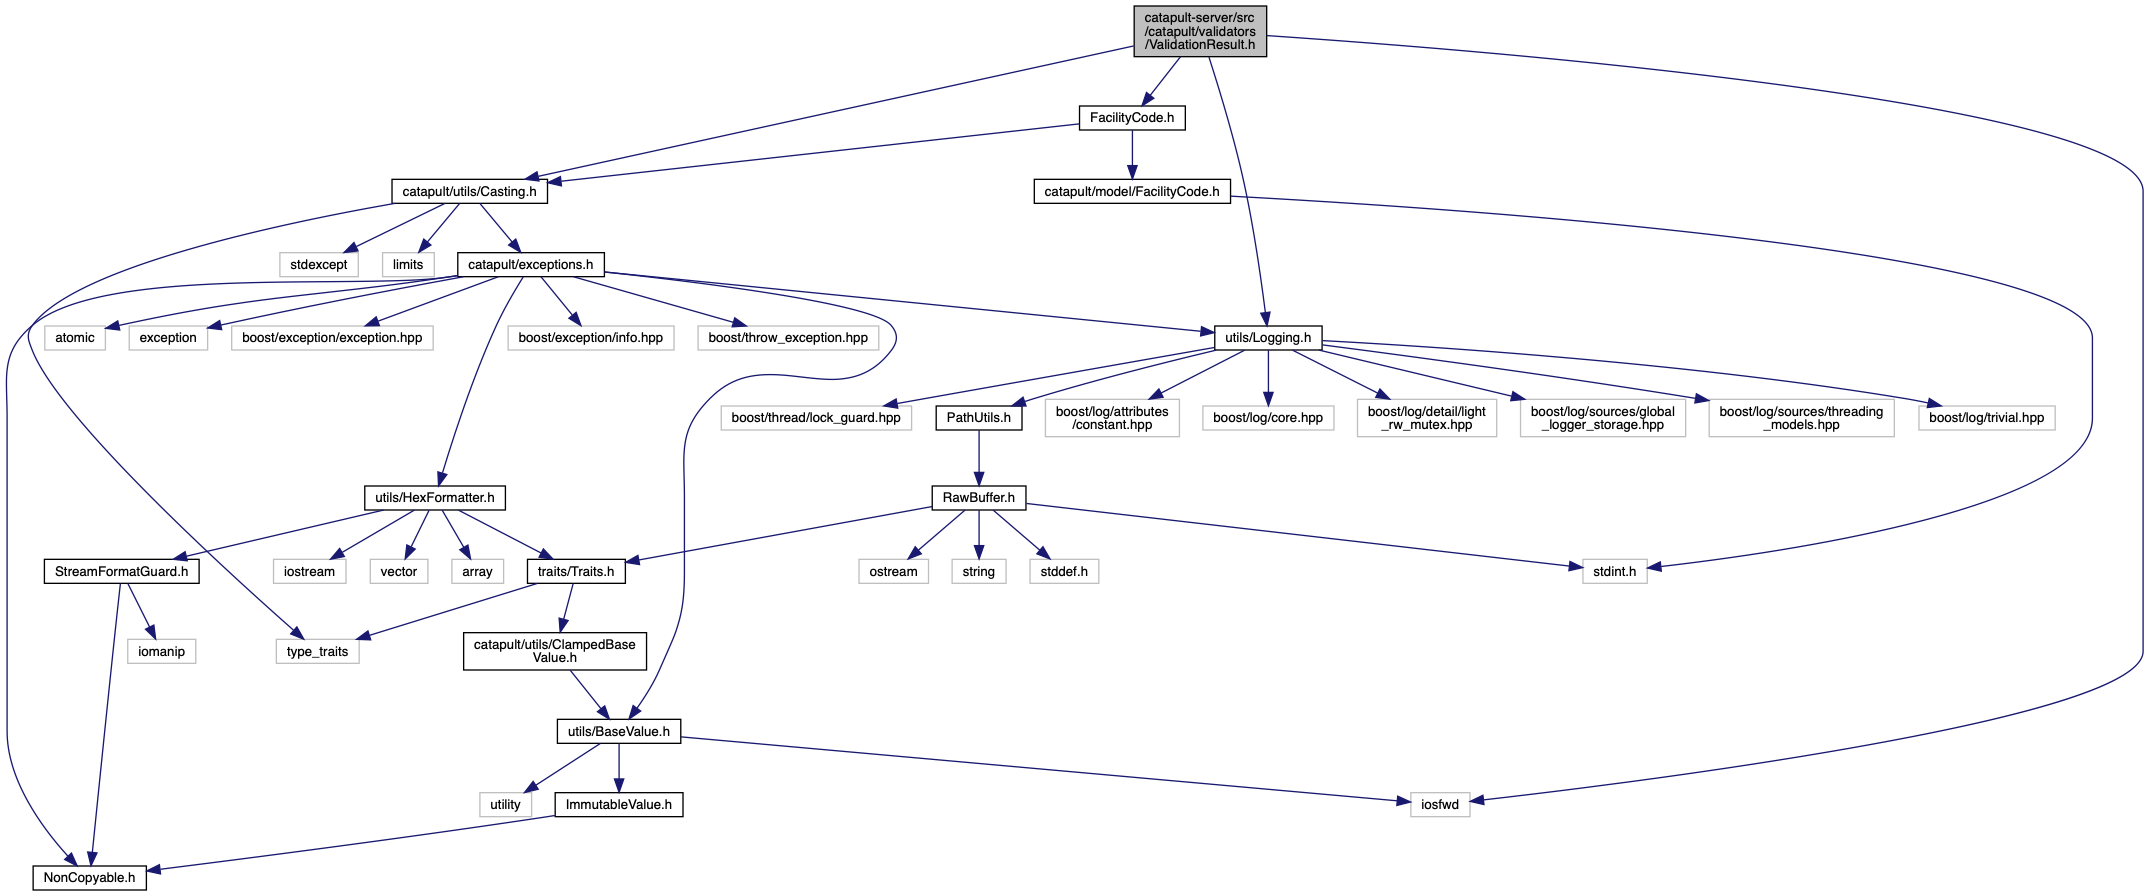 catapult-server/src
/catapult/validators
/ValidationResult.h
FacilityCode.h
catapult/utils/Casting.h
catapult/model/FacilityCode.h
stdexcept
limits
catapult/exceptions.h
atomic
exception
boost/exception/exception.hpp
boost/exception/info.hpp
boost/throw_exception.hpp
utils/Logging.h
boost/thread/lock_guard.hpp
PathUtils.h
boost/log/attributes
/constant.hpp
boost/log/core.hpp
boost/log/detail/light
_rw_mutex.hpp
boost/log/sources/global
_logger_storage.hpp
boost/log/sources/threading
_models.hpp
boost/log/trivial.hpp
utils/HexFormatter.h
RawBuffer.h
StreamFormatGuard.h
iostream
vector
array
traits/Traits.h
ostream
string
stddef.h
stdint.h
iomanip
type_traits
catapult/utils/ClampedBase
Value.h
utils/BaseValue.h
utility
ImmutableValue.h
iosfwd
NonCopyable.h